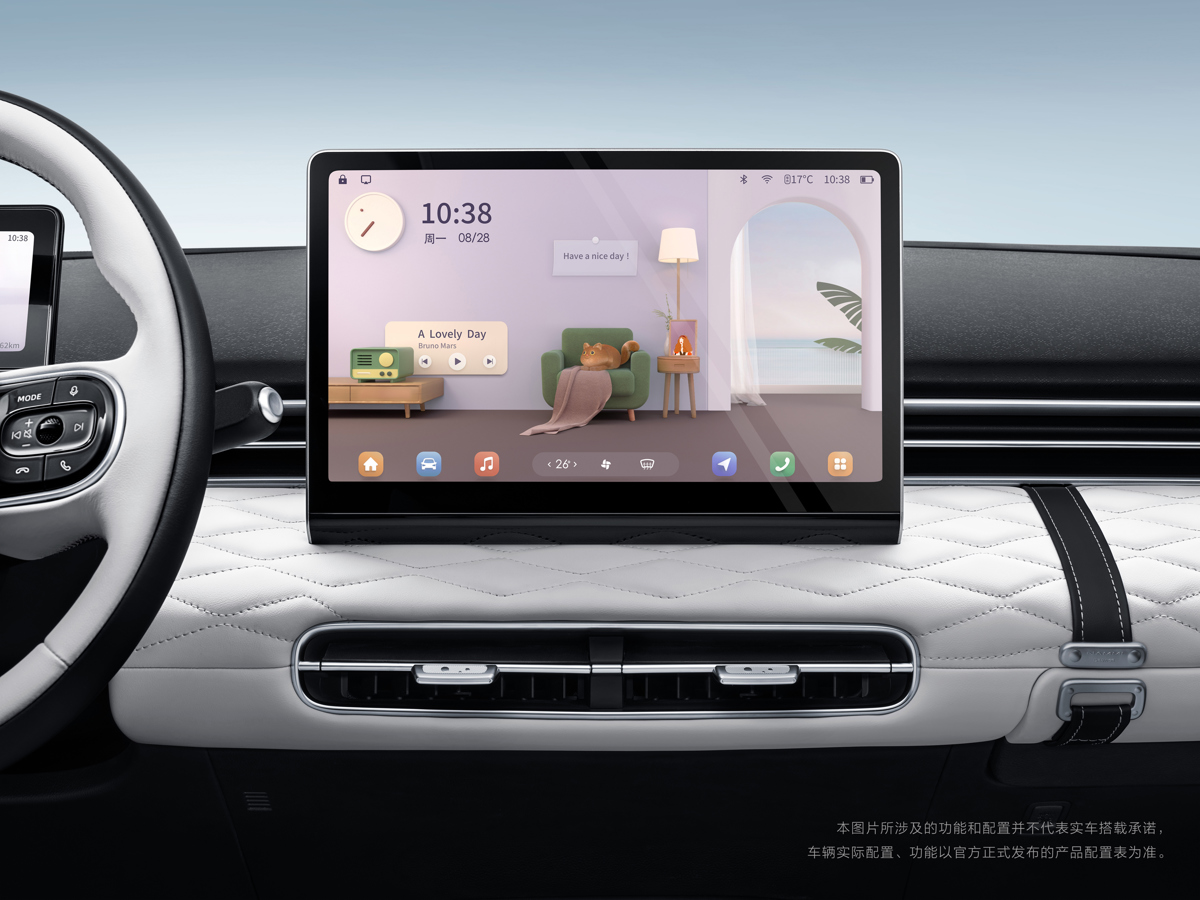 17°C 10:38
10:38
周一 08/28
10:38
Have a nice day !
A Lovely Day
Bruno Mars
62km
MODE
26°
本图片所涉及的功能和配置并不代表实车搭载承诺，
车辆实际配置、功能以官方正式发布的产品配置表为准。